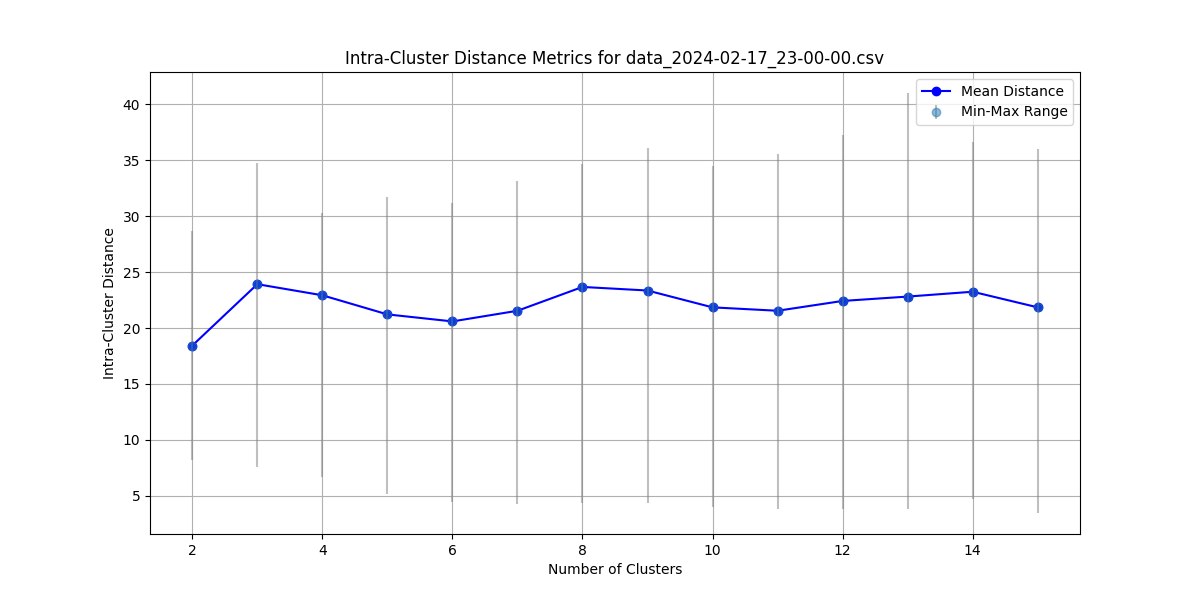 Intra-Cluster Distance Metrics for data_2024-02-17_23-00-00.csv
Mean Distance
Min-Max Range
Intra-Cluster Distance
40
35
30
25
20
15
10
5
2 4 6 8 10 12 14
Number of Clusters